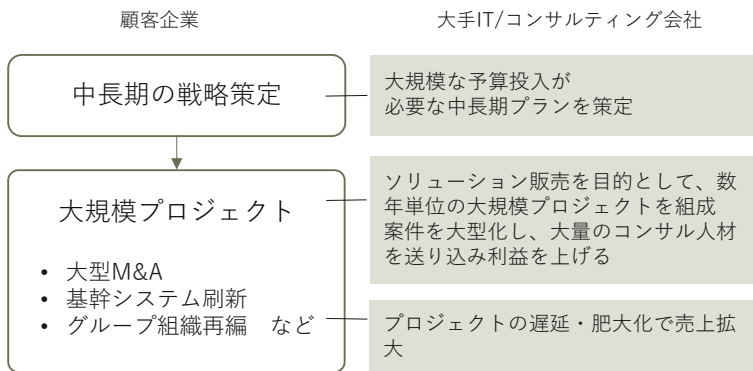 顧客企業
大手IT/コンサルティング会社
中長期の戦略策定
大規模な予算投入が
必要な中長期プランを策定
大規模プロジェクト
• 大型M&A
• 基幹システム刷新
• グループ組織再編　など
ソリューション販売を目的として、数
年単位の大規模プロジェクトを組成
案件を大型化し、大量のコンサル人材
を送り込み利益を上げる
プロジェクトの遅延・肥大化で売上拡
大